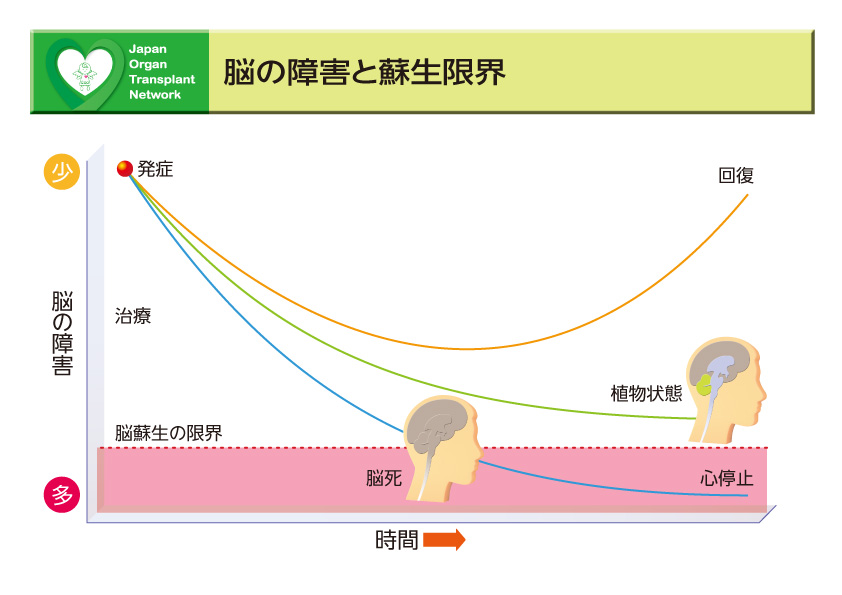 Japan
Organ
Transplant
Network
脳の障害と蘇生限界
少
発症
回復
脳の障害
治療
植物状態
脳蘇生の限界
脳死
心停止
多
時間